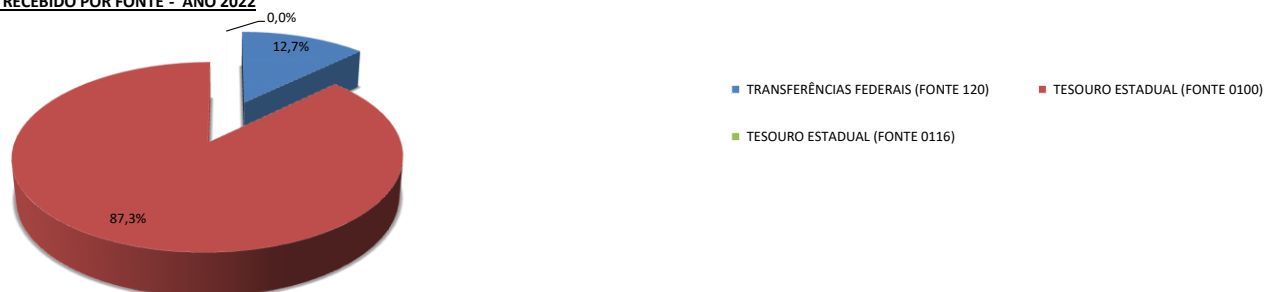 RECEBIDO POR FONTE - ANO 2022
0,0%
12,7%
87,3%
TRANSFERÊNCIAS FEDERAIS (FONTE 120)
TESOURO ESTADUAL (FONTE 0100)
TESOURO ESTADUAL (FONTE 0116)